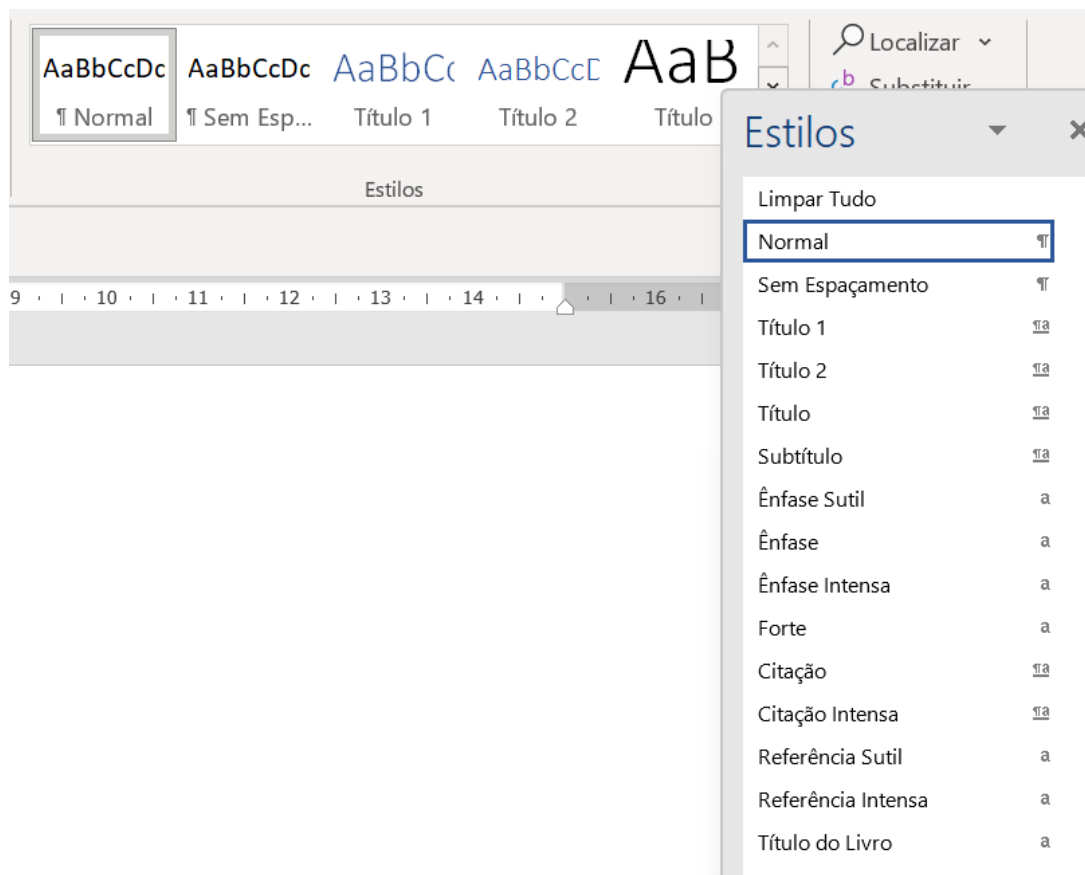 AaBbCcDc AaBbCcDc AaBbCc AaBbCcD AaB
¶ Normal ¶ Sem Esp... Título 1 Título 2 Título
Estilos
Localizar
Substituir
9 10 11 12 13 14 16
Estilos
Limpar Tudo
Normal ¶
Sem Espaçamento ¶
Título 1 ¶a
Título 2 ¶a
Título ¶a
Subtítulo ¶a
Ênfase Sutil a
Ênfase a
Ênfase Intensa a
Forte a
Citação ¶a
Citação Intensa ¶a
Referência Sutil a
Referência Intensa a
Título do Livro a